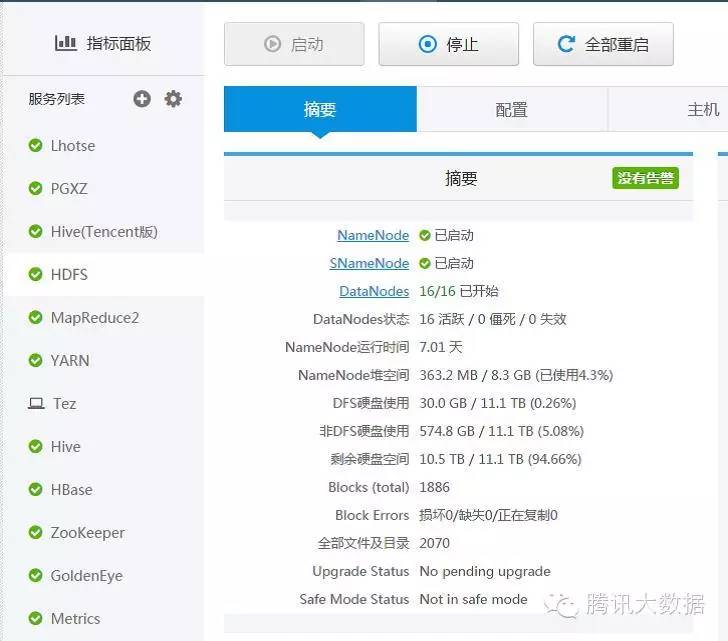 指标面板
启动
停止
全部重启
服务列表
Lhotse
PGXZ
Hive(Tencent版)
HDFS
MapReduce2
YARN
Tez
Hive
HBase
ZooKeeper
GoldenEye
Metrics
摘要
配置
主机
摘要
没有告警
NameNode 已启动
SNameNode 已启动
DataNodes 16/16 已开始
DataNodes状态 16 活跃 / 0 僵死 / 0 失效
NameNode运行时间 7.01 天
NameNode堆空间 363.2 MB / 8.3 GB (已使用4.3%)
DFS硬盘使用 30.0 GB / 11.1 TB (0.26%)
非DFS硬盘使用 574.8 GB / 11.1 TB (5.08%)
剩余硬盘空间 10.5 TB / 11.1 TB (94.66%)
Blocks (total) 1886
Block Errors 损坏0/缺失0/正在复制0
全部文件及目录 2070
Upgrade Status No pending upgrade
Safe Mode Status Not in safe mode
腾讯大数据